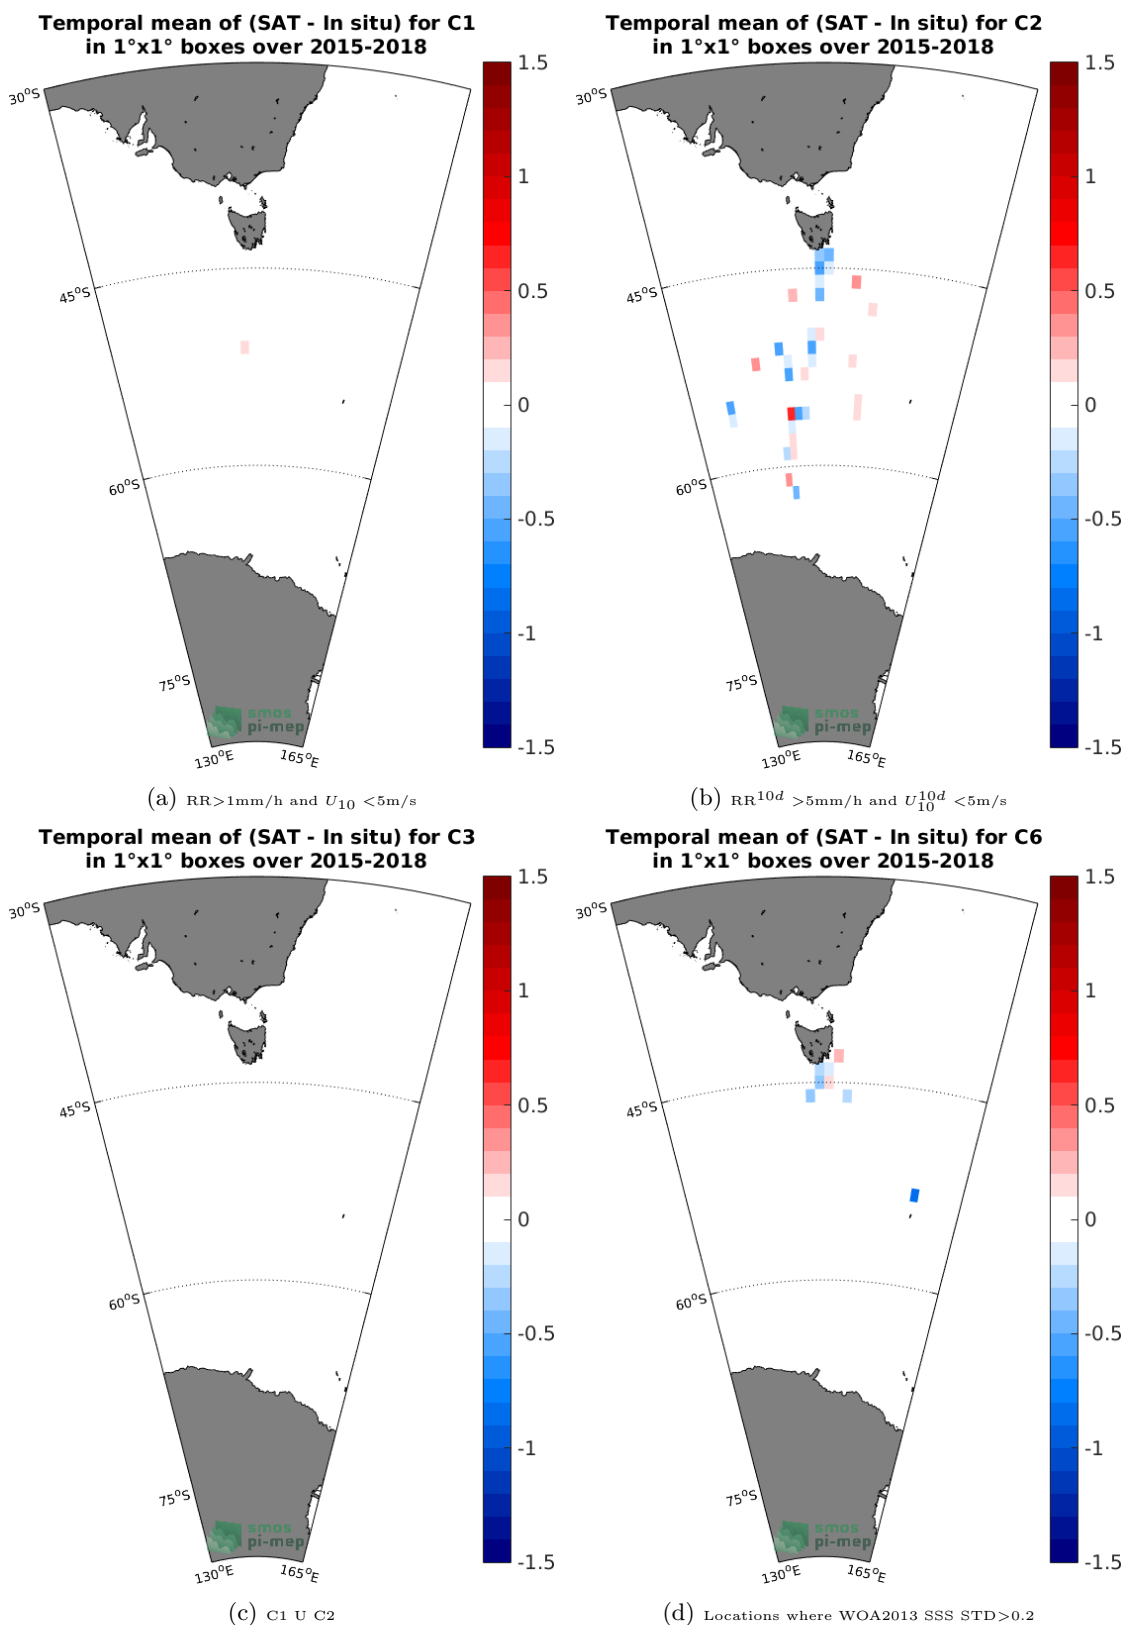 Temporal mean of (SAT - In situ) for C1
in 1°x1° boxes over 2015-2018
30°S
45°S
60°S
75°S
130°E
165°E
1.5
1
0.5
0
-0.5
-1
-1.5
smos
pi-mep
(a) RR>1mm/h and U10 <5m/s
Temporal mean of (SAT - In situ) for C2
in 1°x1° boxes over 2015-2018
30°S
45°S
60°S
75°S
130°E
165°E
1.5
1
0.5
0
-0.5
-1
-1.5
smos
pi-mep
(b) RR10d >5mm/h and U10d10 <5m/s
Temporal mean of (SAT - In situ) for C3
in 1°x1° boxes over 2015-2018
30°S
45°S
60°S
75°S
130°E
165°E
1.5
1
0.5
0
-0.5
-1
-1.5
smos
pi-mep
(c) C1 U C2
Temporal mean of (SAT - In situ) for C6
in 1°x1° boxes over 2015-2018
30°S
45°S
60°S
75°S
130°E
165°E
1.5
1
0.5
0
-0.5
-1
-1.5
smos
pi-mep
(d) Locations where WOA2013 SSS STD>0.2